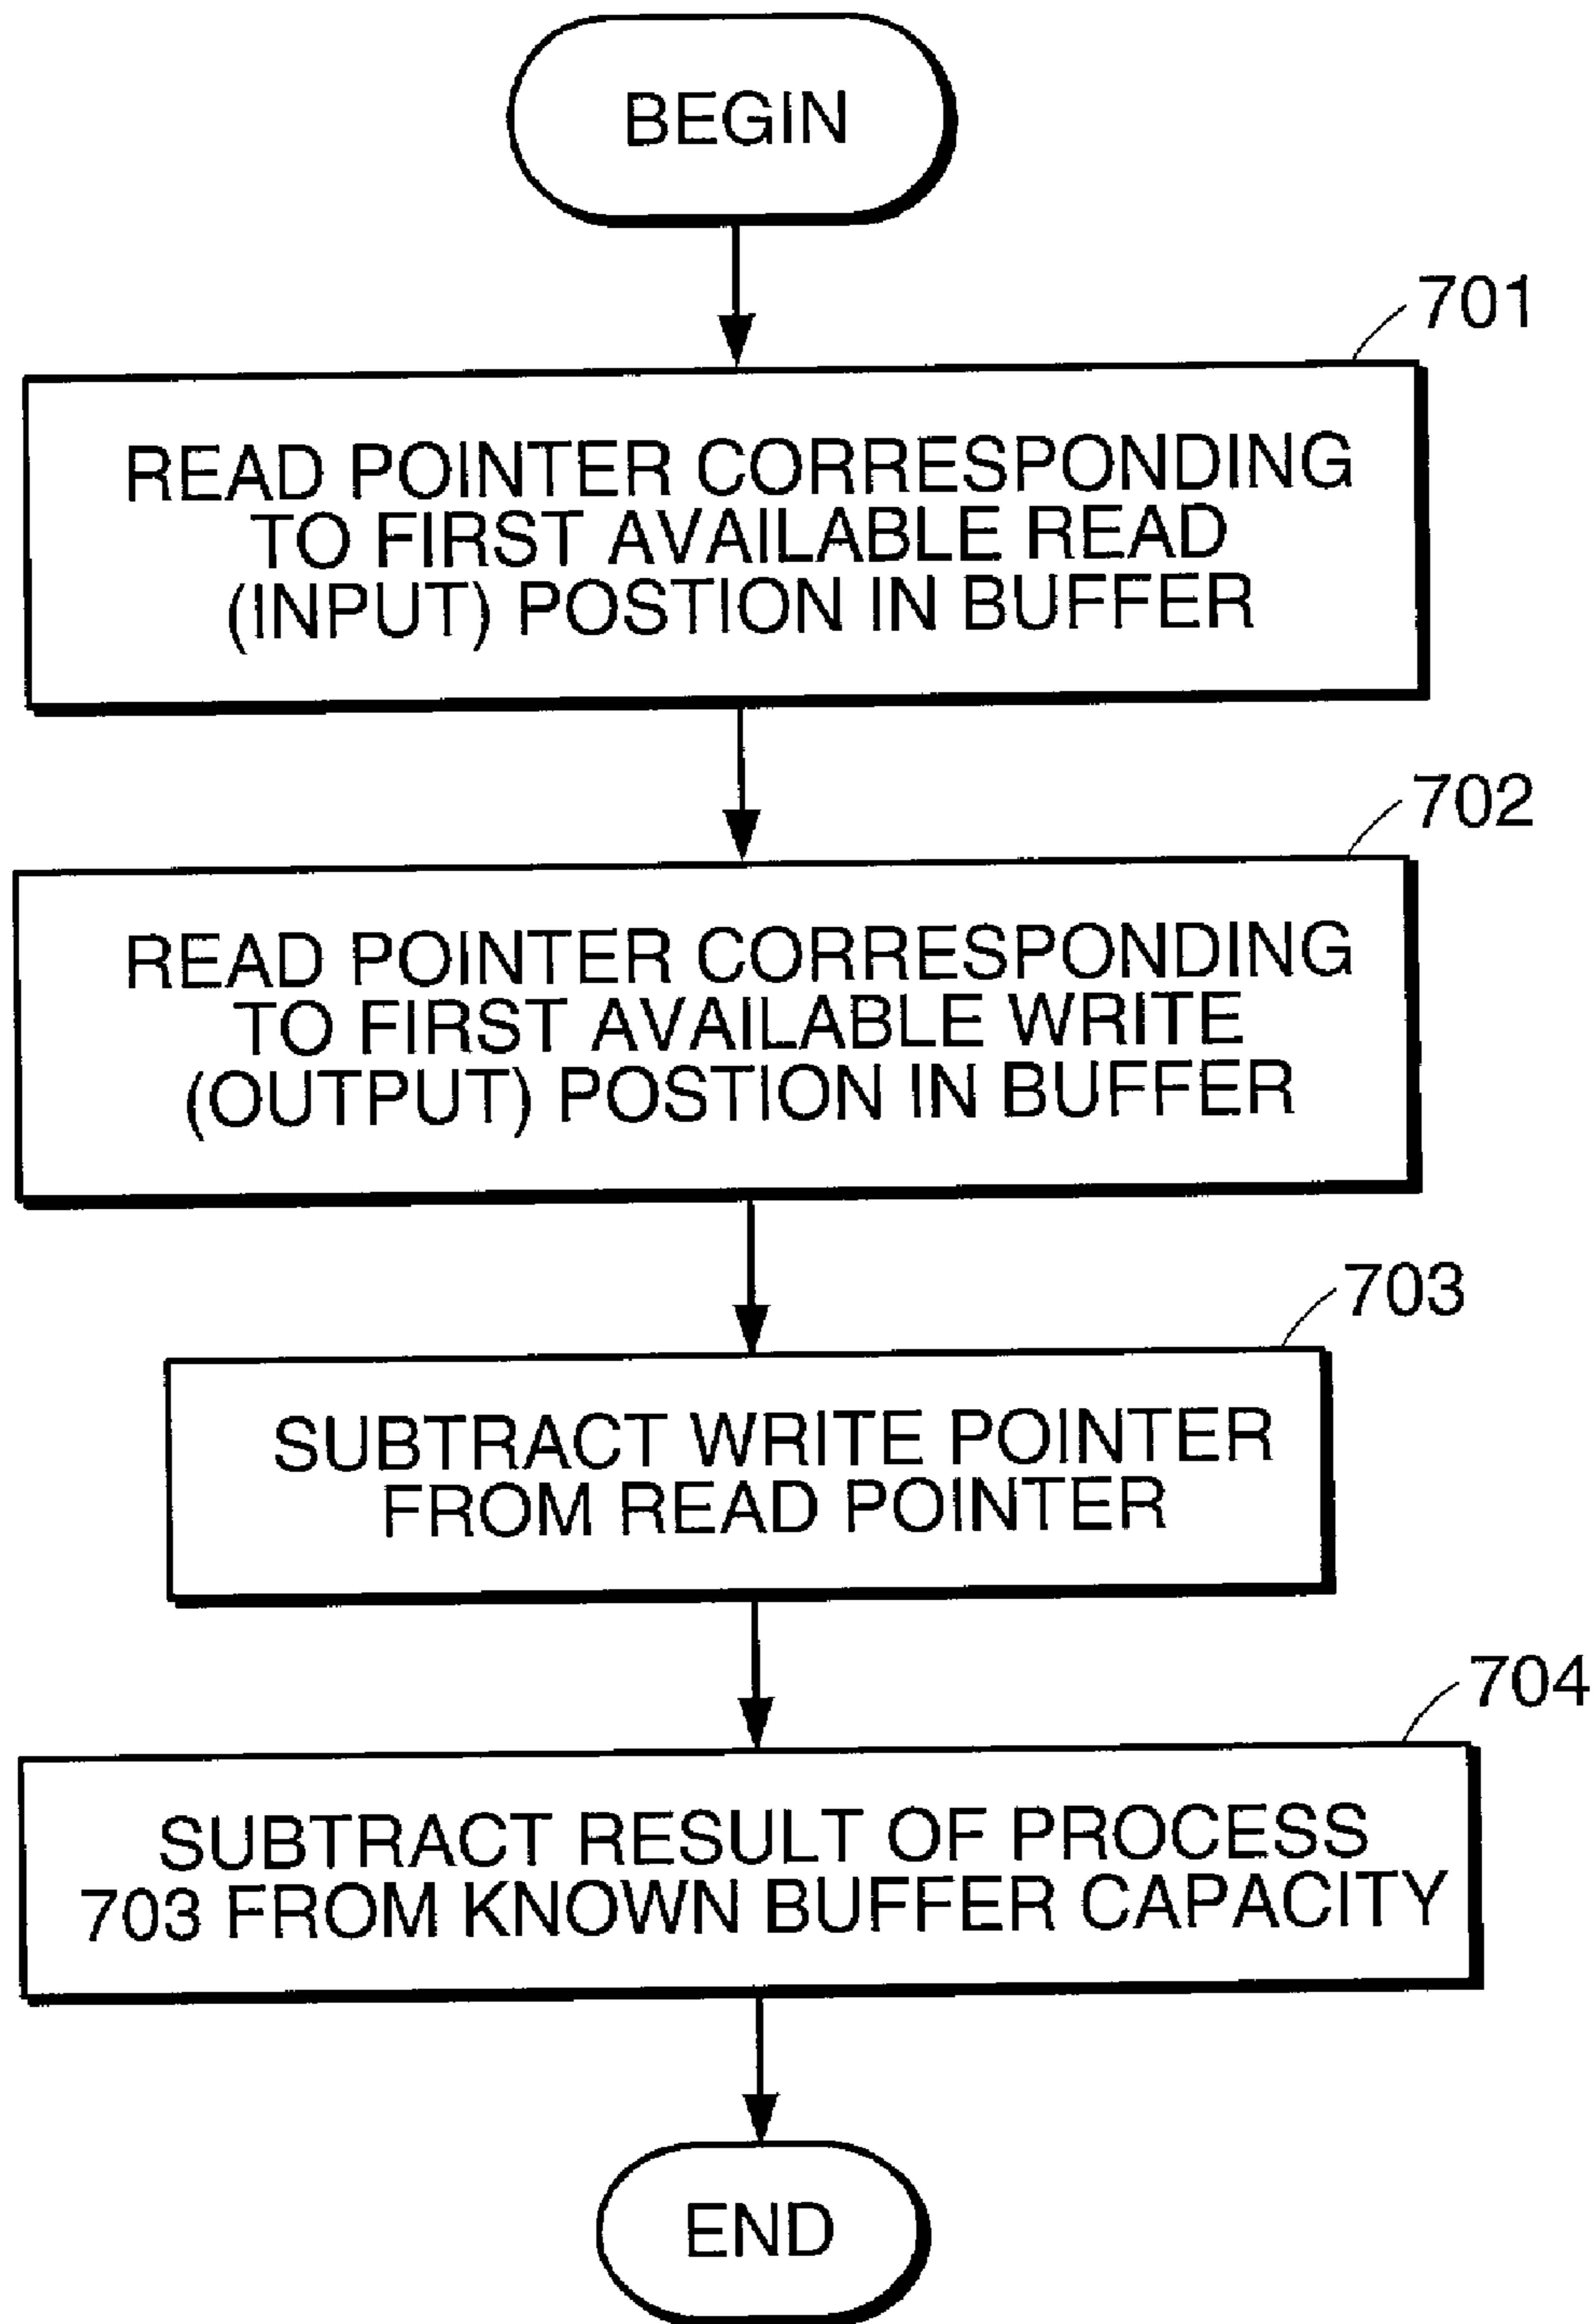 BEGIN
701
READ POINTER CORRESPONDING
TO FIRST AVAILABLE READ
(INPUT) POSTION IN BUFFER
702
READ POINTER CORRESPONDING
TO FIRST AVAILABLE WRITE
(OUTPUT) POSTION IN BUFFER
703
SUBTRACT WRITE POINTER
FROM READ POINTER
704
SUBTRACT RESULT OF PROCESS
703 FROM KNOWN BUFFER CAPACITY
END